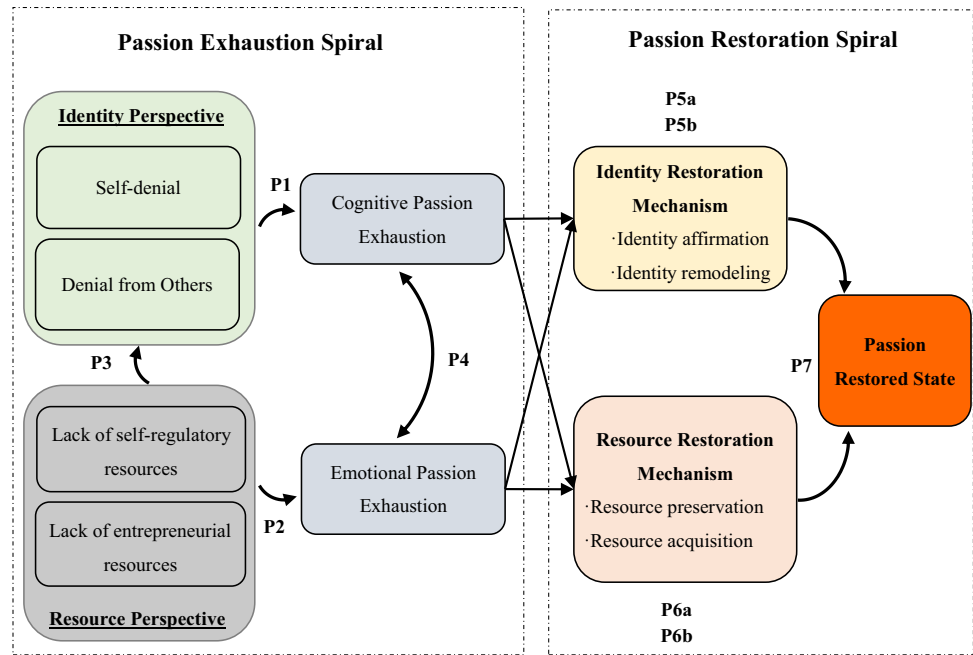 Passion Exhaustion Spiral
Identity Perspective
Self-denial
Denial from Others
P3
Lack of self-regulatory
resources
Lack of entrepreneurial
resources
Resource Perspective
P1
Cognitive Passion
Exhaustion
P4
Emotional Passion
Exhaustion
P2
Passion Restoration Spiral
P5a
P5b
Identity Restoration
Mechanism
·Identity affirmation
·Identity remodeling
Resource Restoration
Mechanism
·Resource preservation
·Resource acquisition
P6a
P6b
P7
Passion
Restored State